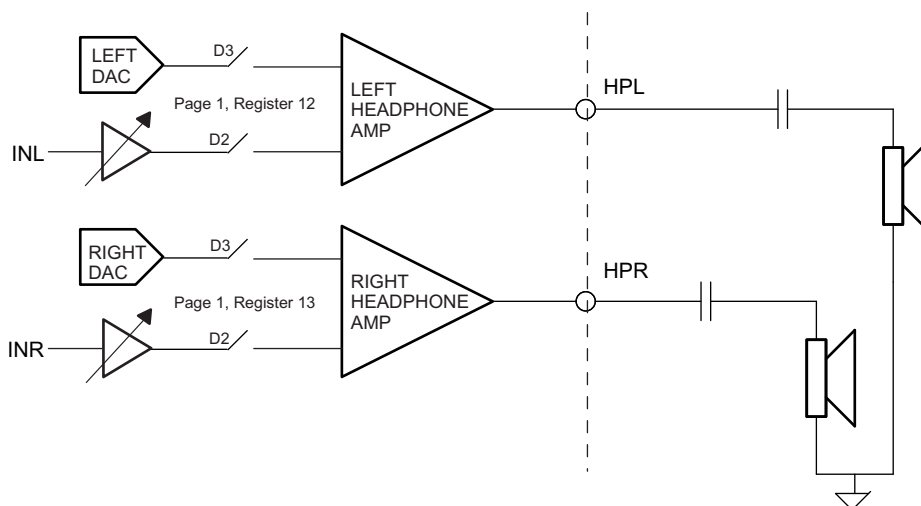 LEFT
DAC
D3
Page 1, Register 12
LEFT
HEADPHONE
AMP
HPL
INL
D2
RIGHT
DAC
D3
Page 1, Register 13
RIGHT
HEADPHONE
AMP
HPR
INR
D2